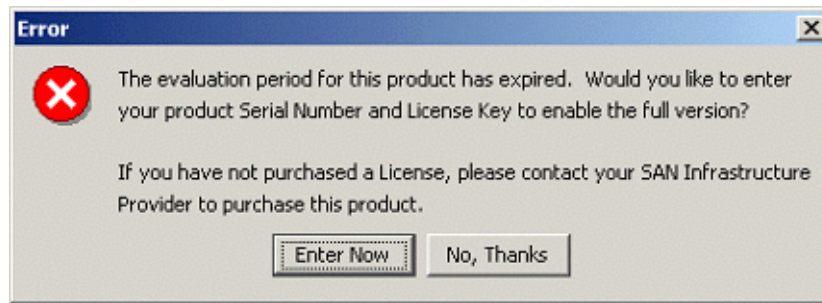 Error
The evaluation period for this product has expired. Would you like to enter
your product Serial Number and License Key to enable the full version?
If you have not purchased a License, please contact your SAN Infrastructure
Provider to purchase this product.
Enter Now No, Thanks